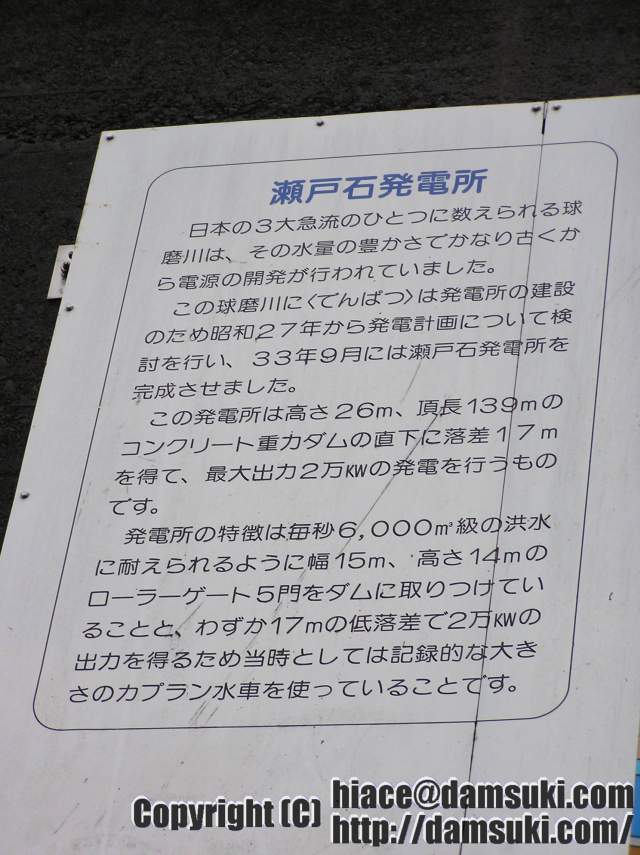 瀬戸石発電所
日本の3大急流のひとつに数えられる球
磨川は、その水量の豊かさでかなり古くか
ら電源の開発が行われていました。
この球磨川に〈でんぱつ〉は発電所の建設
のため昭和27年から発電計画について検
討を行い、33年9月には瀬戸石発電所を
完成させました。
この発電所は高さ26m、頂長139mの
コンクリート重力ダムの直下に落差17m
を得て、最大出力2万㎾の発電を行うもの
です。
発電所の特徴は毎秒6,000㎥級の洪水
に耐えられるように幅15m、高さ14mの
ローラーゲート5門をダムに取りつけてい
ることと、わずか17mの低落差で2万㎾の
出力を得るため当時としては記録的な大き
さのカプラン水車を使っていることです。
Copyright (C) hiace@damsuki.com
http://damsuki.com/